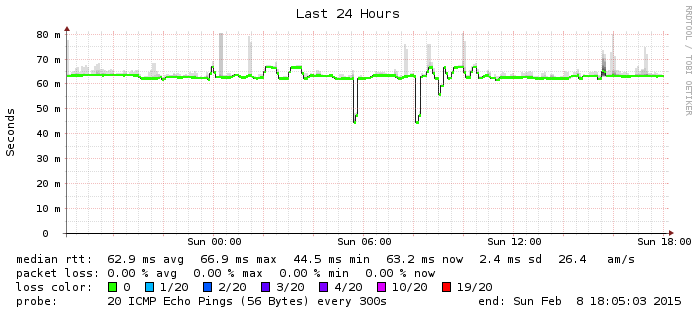 Last 24 Hours
RRDTOOL / TOBI OETIKER
Seconds
80 m
70 m
60 m
50 m
40 m
30 m
20 m
10 m
0
Sun 00:00 Sun 06:00 Sun 12:00 Sun 18:00
median rtt: 62.9 ms avg 66.9 ms max 44.5 ms min 63.2 ms now 2.4 ms sd 26.4 am/s
packet loss: 0.00 % avg 0.00 % max 0.00 % min 0.00 % now
loss color: 0 1/20 2/20 3/20 4/20 10/20 19/20
probe: 20 ICMP Echo Pings (56 Bytes) every 300s end: Sun Feb 8 18:05:03 2015